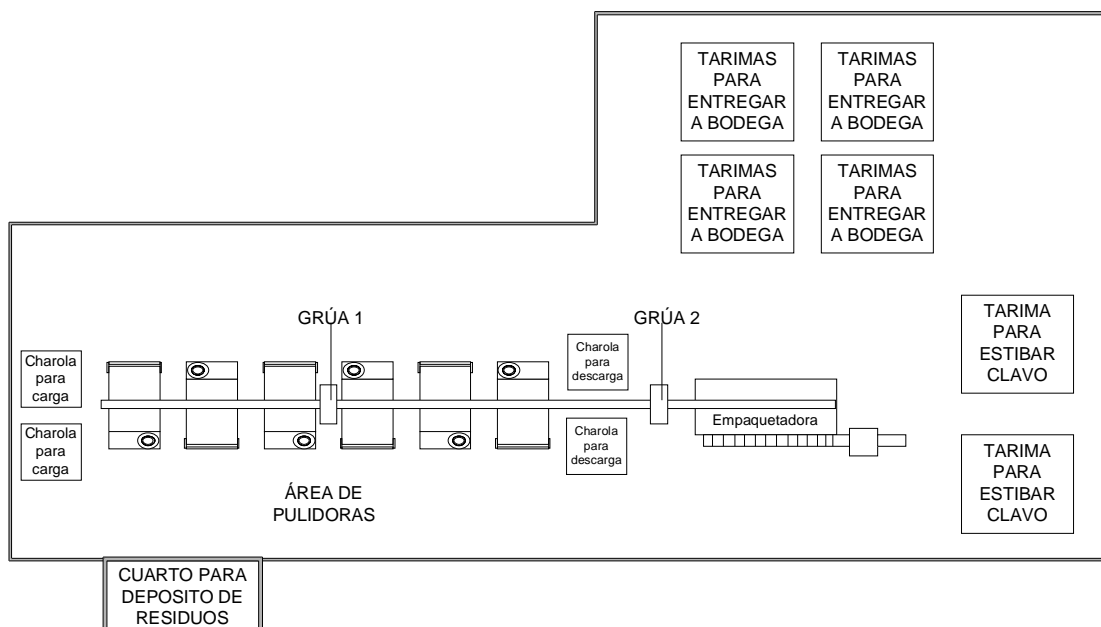 TARIMAS
PARA
ENTREGAR
A BODEGA
TARIMAS
PARA
ENTREGAR
A BODEGA
TARIMAS
PARA
ENTREGAR
A BODEGA
TARIMAS
PARA
ENTREGAR
A BODEGA
GRÚA 1
GRÚA 2
TARIMA
PARA
ESTIBAR
CLAVO
Charola
para
carga
Charola
para
descarga
Empaquetadora
Charola
para
carga
Charola
para
descarga
TARIMA
PARA
ESTIBAR
CLAVO
ÁREA DE
PULIDORAS
CUARTO PARA
DEPOSITO DE
RESIDUOS